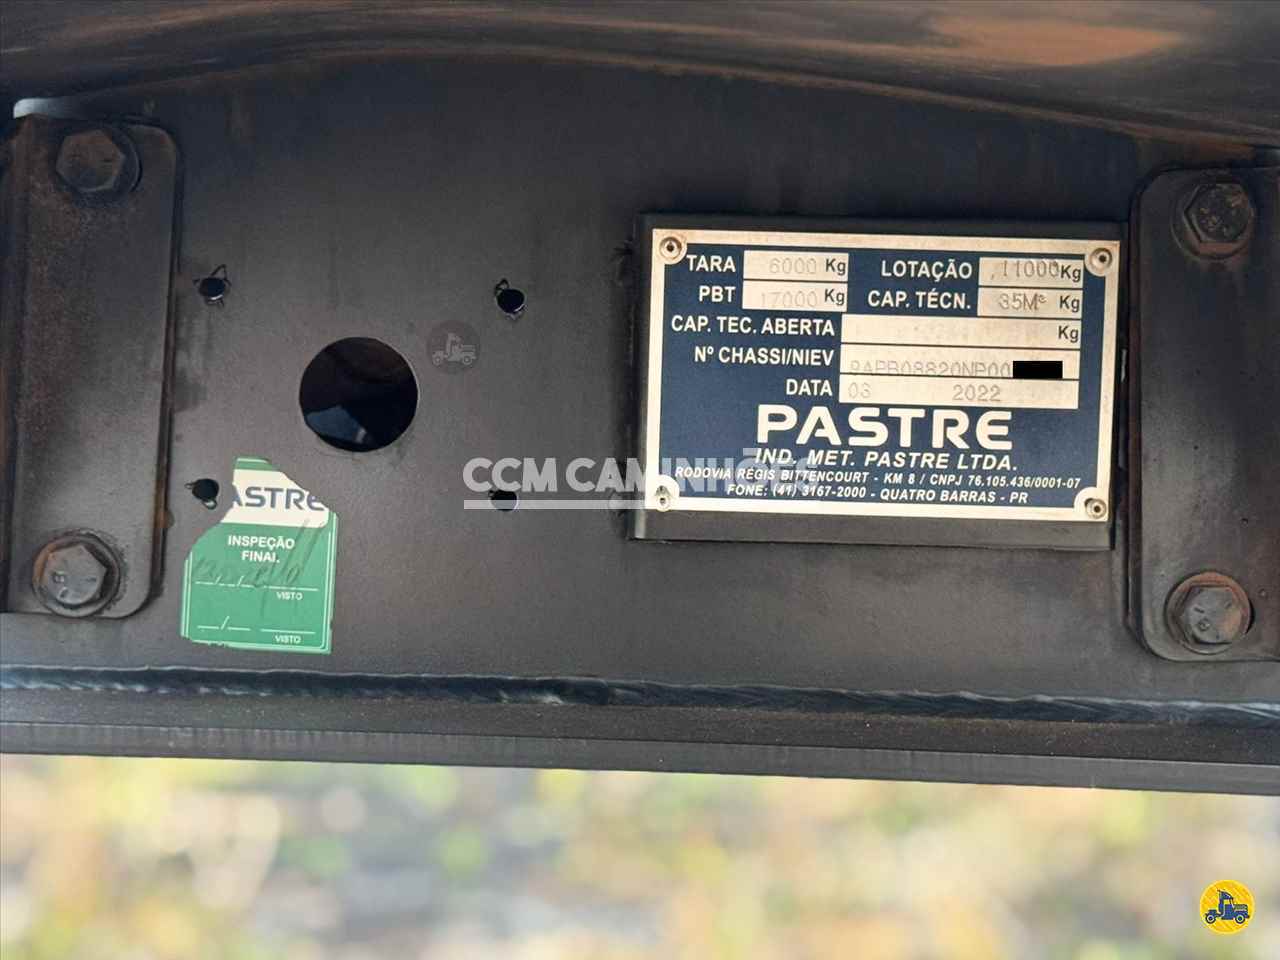 TARA 6000 Kg LOTAÇÃO 11000 Kg
PBT 17000 Kg CAP. TÉCN. 35M³ Kg
CAP. TEC. ABERTA Kg
Nº CHASSI/NIEV 9APB08820NP00
DATA 03 2022
PASTRE
IND. MET. PASTRE LTDA.
RODOVIA RÉGIS BITTENCOURT - KM 8 / CNPJ 76.105.436/0001-07
FONE: (41) 3167-2000 - QUATRO BARRAS - PR
CCM CAMINHÕES
ASTRE
INSPEÇÃO
FINAL
VISTO
VISTO